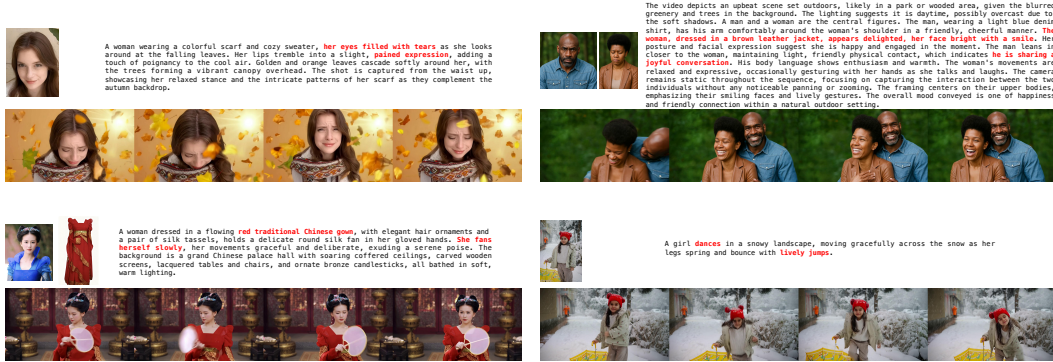 A woman wearing a colorful scarf and cozy sweater, her eyes filled with tears as she looks
around at the falling leaves. Her lips tremble into a slight, pained expression, adding a
touch of poignancy to the cool air. Golden and orange leaves cascade softly around her, with
the trees forming a vibrant canopy overhead. The shot is captured from the waist up,
showcasing her relaxed stance and the intricate patterns of her scarf as they complement the
autumn backdrop.
The video depicts an upbeat scene set outdoors, likely in a park or wooded area, given the blurred
greenery and trees in the background. The lighting suggests it is daytime, possibly overcast due to
the soft shadows. A man and a woman are the central figures. The man, wearing a light blue denim
shirt, has his arm comfortably around the woman's shoulder in a friendly, cheerful manner. The
woman, dressed in a brown leather jacket, appears delighted, her face bright with a smile. Her
posture and facial expression suggest she is happy and engaged in the moment. The man leans in
closer to the woman, maintaining light, friendly physical contact, which indicates he is sharing a
joyful conversation. His body language shows enthusiasm and warmth. The woman's movements are
relaxed and expressive, occasionally gesturing with her hands as she talks and laughs. The camera
remains static throughout the sequence, focusing on capturing the interaction between the two
individuals without any noticeable panning or zooming. The framing centers on their upper bodies,
emphasizing their smiling faces and lively gestures. The overall mood conveyed is one of happiness
and friendly connection within a natural outdoor setting.
A woman dressed in a flowing red traditional Chinese gown, with elegant hair ornaments and
a pair of silk tassels, holds a delicate round silk fan in her gloved hands. She fans
herself slowly, her movements graceful and deliberate, exuding a serene poise. The
background is a grand Chinese palace hall with soaring coffered ceilings, carved wooden
screens, lacquered tables and chairs, and ornate bronze candlesticks, all bathed in soft,
warm lighting.
A girl dances in a snowy landscape, moving gracefully across the snow as her
legs spring and bounce with lively jumps.